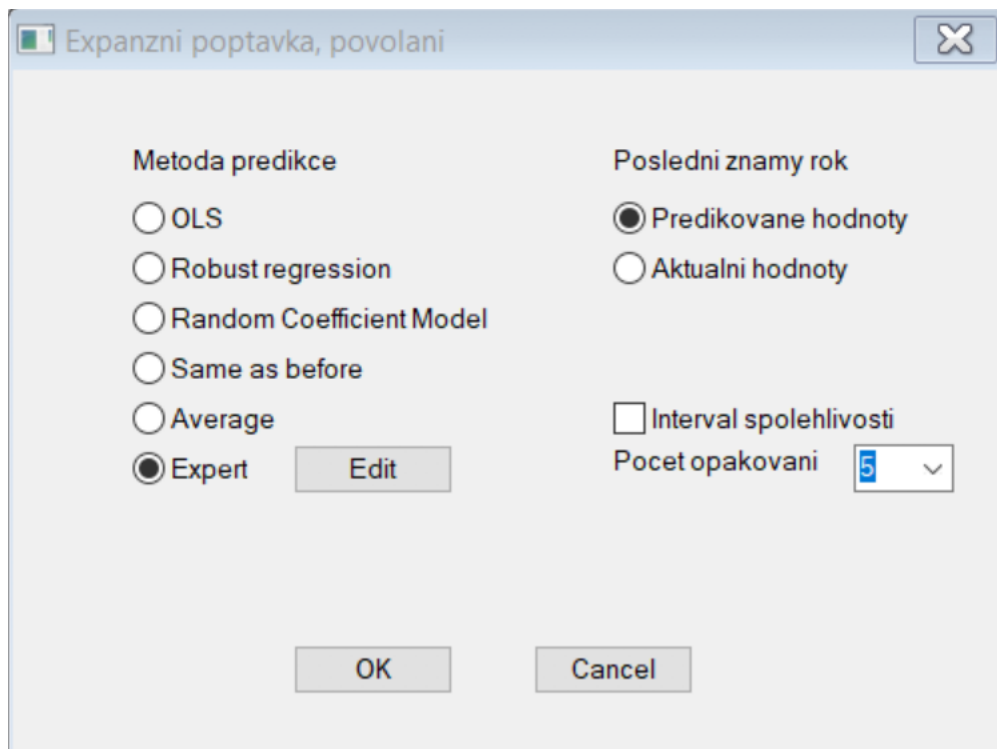 Expanzni poptavka, povolani
Metoda predikce
OLS
Robust regression
Random Coefficient Model
Same as before
Average
Expert Edit
Posledni znamy rok
Predikovane hodnoty
Aktualni hodnoty
Interval spolehlivosti
Pocet opakovani 5
OK Cancel